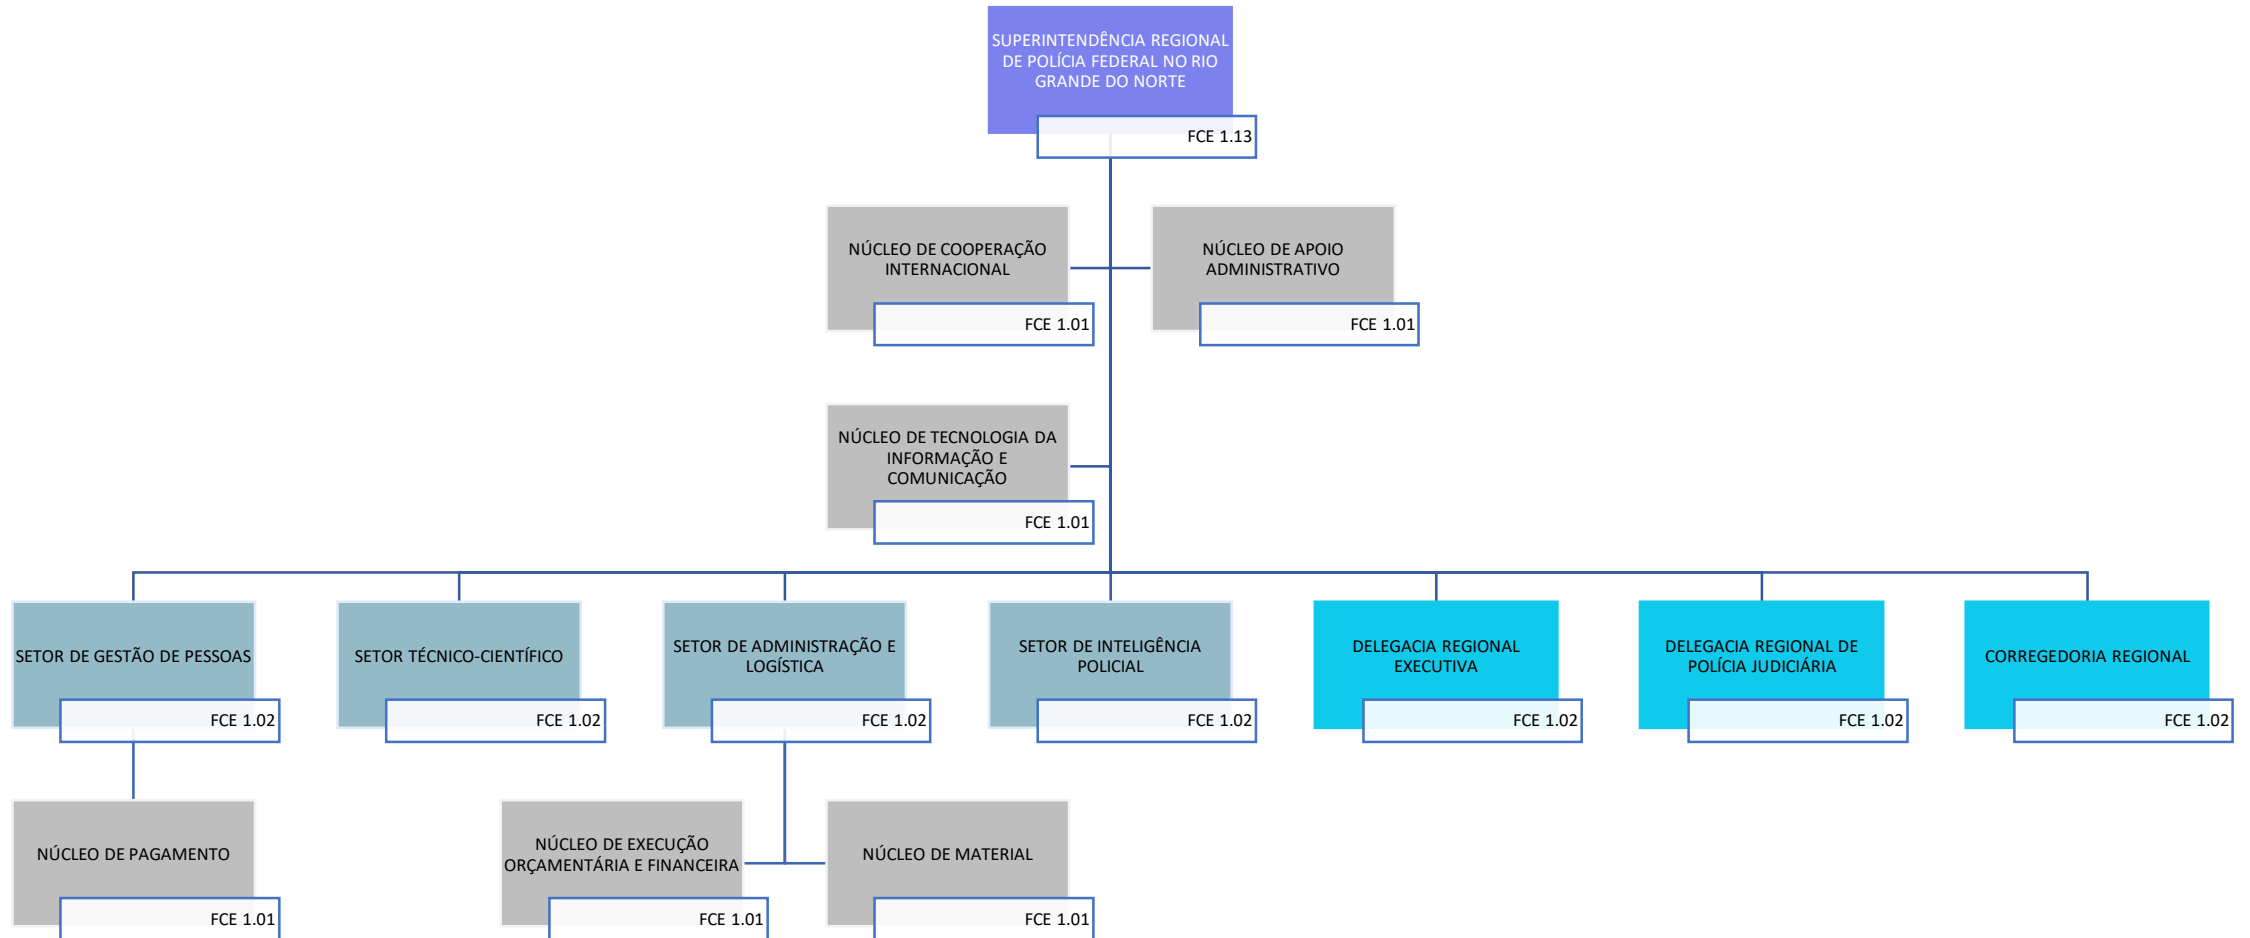 SUPERINTENDÊNCIA REGIONAL
DE POLÍCIA FEDERAL NO RIO
GRANDE DO NORTE
FCE 1.13
NÚCLEO DE COOPERAÇÃO
INTERNACIONAL
FCE 1.01
NÚCLEO DE APOIO
ADMINISTRATIVO
FCE 1.01
NÚCLEO DE TECNOLOGIA DA
INFORMAÇÃO E
COMUNICAÇÃO
FCE 1.01
SETOR DE GESTÃO DE PESSOAS
FCE 1.02
SETOR TÉCNICO-CIENTÍFICO
FCE 1.02
SETOR DE ADMINISTRAÇÃO E
LOGÍSTICA
FCE 1.02
SETOR DE INTELIGÊNCIA
POLICIAL
FCE 1.02
DELEGACIA REGIONAL
EXECUTIVA
FCE 1.02
DELEGACIA REGIONAL DE
POLÍCIA JUDICIÁRIA
FCE 1.02
CORREGEDORIA REGIONAL
FCE 1.02
NÚCLEO DE PAGAMENTO
FCE 1.01
NÚCLEO DE EXECUÇÃO
ORÇAMENTÁRIA E FINANCEIRA
FCE 1.01
NÚCLEO DE MATERIAL
FCE 1.01